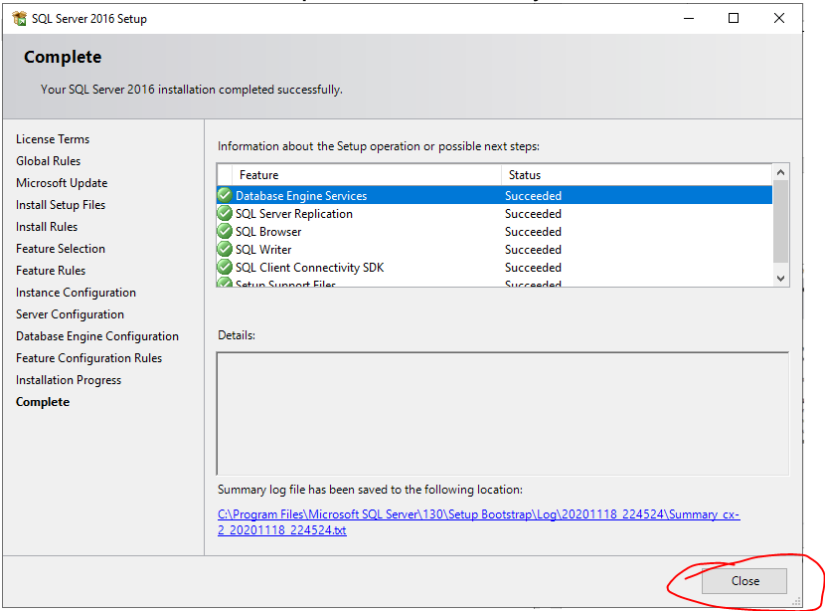 SQL Server 2016 Setup
Complete
Your SQL Server 2016 installation completed successfully.
License Terms
Global Rules
Microsoft Update
Install Setup Files
Install Rules
Feature Selection
Feature Rules
Instance Configuration
Server Configuration
Database Engine Configuration
Feature Configuration Rules
Installation Progress
Complete
Information about the Setup operation or possible next steps:
Feature Status
Database Engine Services Succeeded
SQL Server Replication Succeeded
SQL Browser Succeeded
SQL Writer Succeeded
SQL Client Connectivity SDK Succeeded
Setup Support Files Succeeded
Details:
Summary log file has been saved to the following location:
C:\Program Files\Microsoft SQL Server\130\Setup Bootstrap\Log\20201118_224524\Summary_cx-
2_20201118_224524.txt
Close